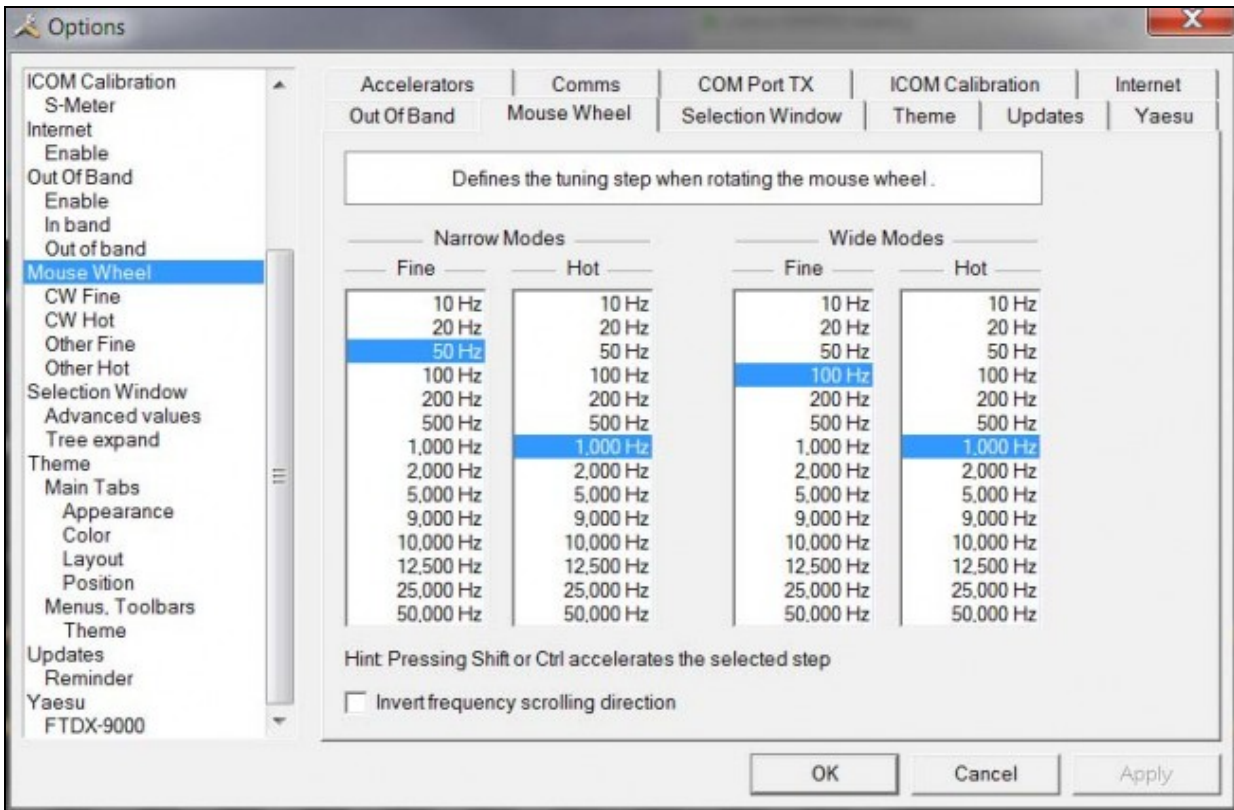 Options
ICOM Calibration
S-Meter
Internet
Enable
Out Of Band
Enable
In band
Out of band
Mouse Wheel
CW Fine
CW Hot
Other Fine
Other Hot
Selection Window
Advanced values
Tree expand
Theme
Main Tabs
Appearance
Color
Layout
Position
Menus, Toolbars
Theme
Updates
Reminder
Yaesu
FTDX-9000
Accelerators Comms COM Port TX ICOM Calibration Internet
Out Of Band Mouse Wheel Selection Window Theme Updates Yaesu
Defines the tuning step when rotating the mouse wheel .
Narrow Modes Wide Modes
Fine Hot Fine Hot
10 Hz 10 Hz 10 Hz 10 Hz
20 Hz 20 Hz 20 Hz 20 Hz
50 Hz 50 Hz 50 Hz 50 Hz
100 Hz 100 Hz 100 Hz 100 Hz
200 Hz 200 Hz 200 Hz 200 Hz
500 Hz 500 Hz 500 Hz 500 Hz
1,000 Hz 1,000 Hz 1,000 Hz 1,000 Hz
2,000 Hz 2,000 Hz 2,000 Hz 2,000 Hz
5,000 Hz 5,000 Hz 5,000 Hz 5,000 Hz
9,000 Hz 9,000 Hz 9,000 Hz 9,000 Hz
10,000 Hz 10,000 Hz 10,000 Hz 10,000 Hz
12,500 Hz 12,500 Hz 12,500 Hz 12,500 Hz
25,000 Hz 25,000 Hz 25,000 Hz 25,000 Hz
50,000 Hz 50,000 Hz 50,000 Hz 50,000 Hz
Hint: Pressing Shift or Ctrl accelerates the selected step
Invert frequency scrolling direction
OK Cancel Apply